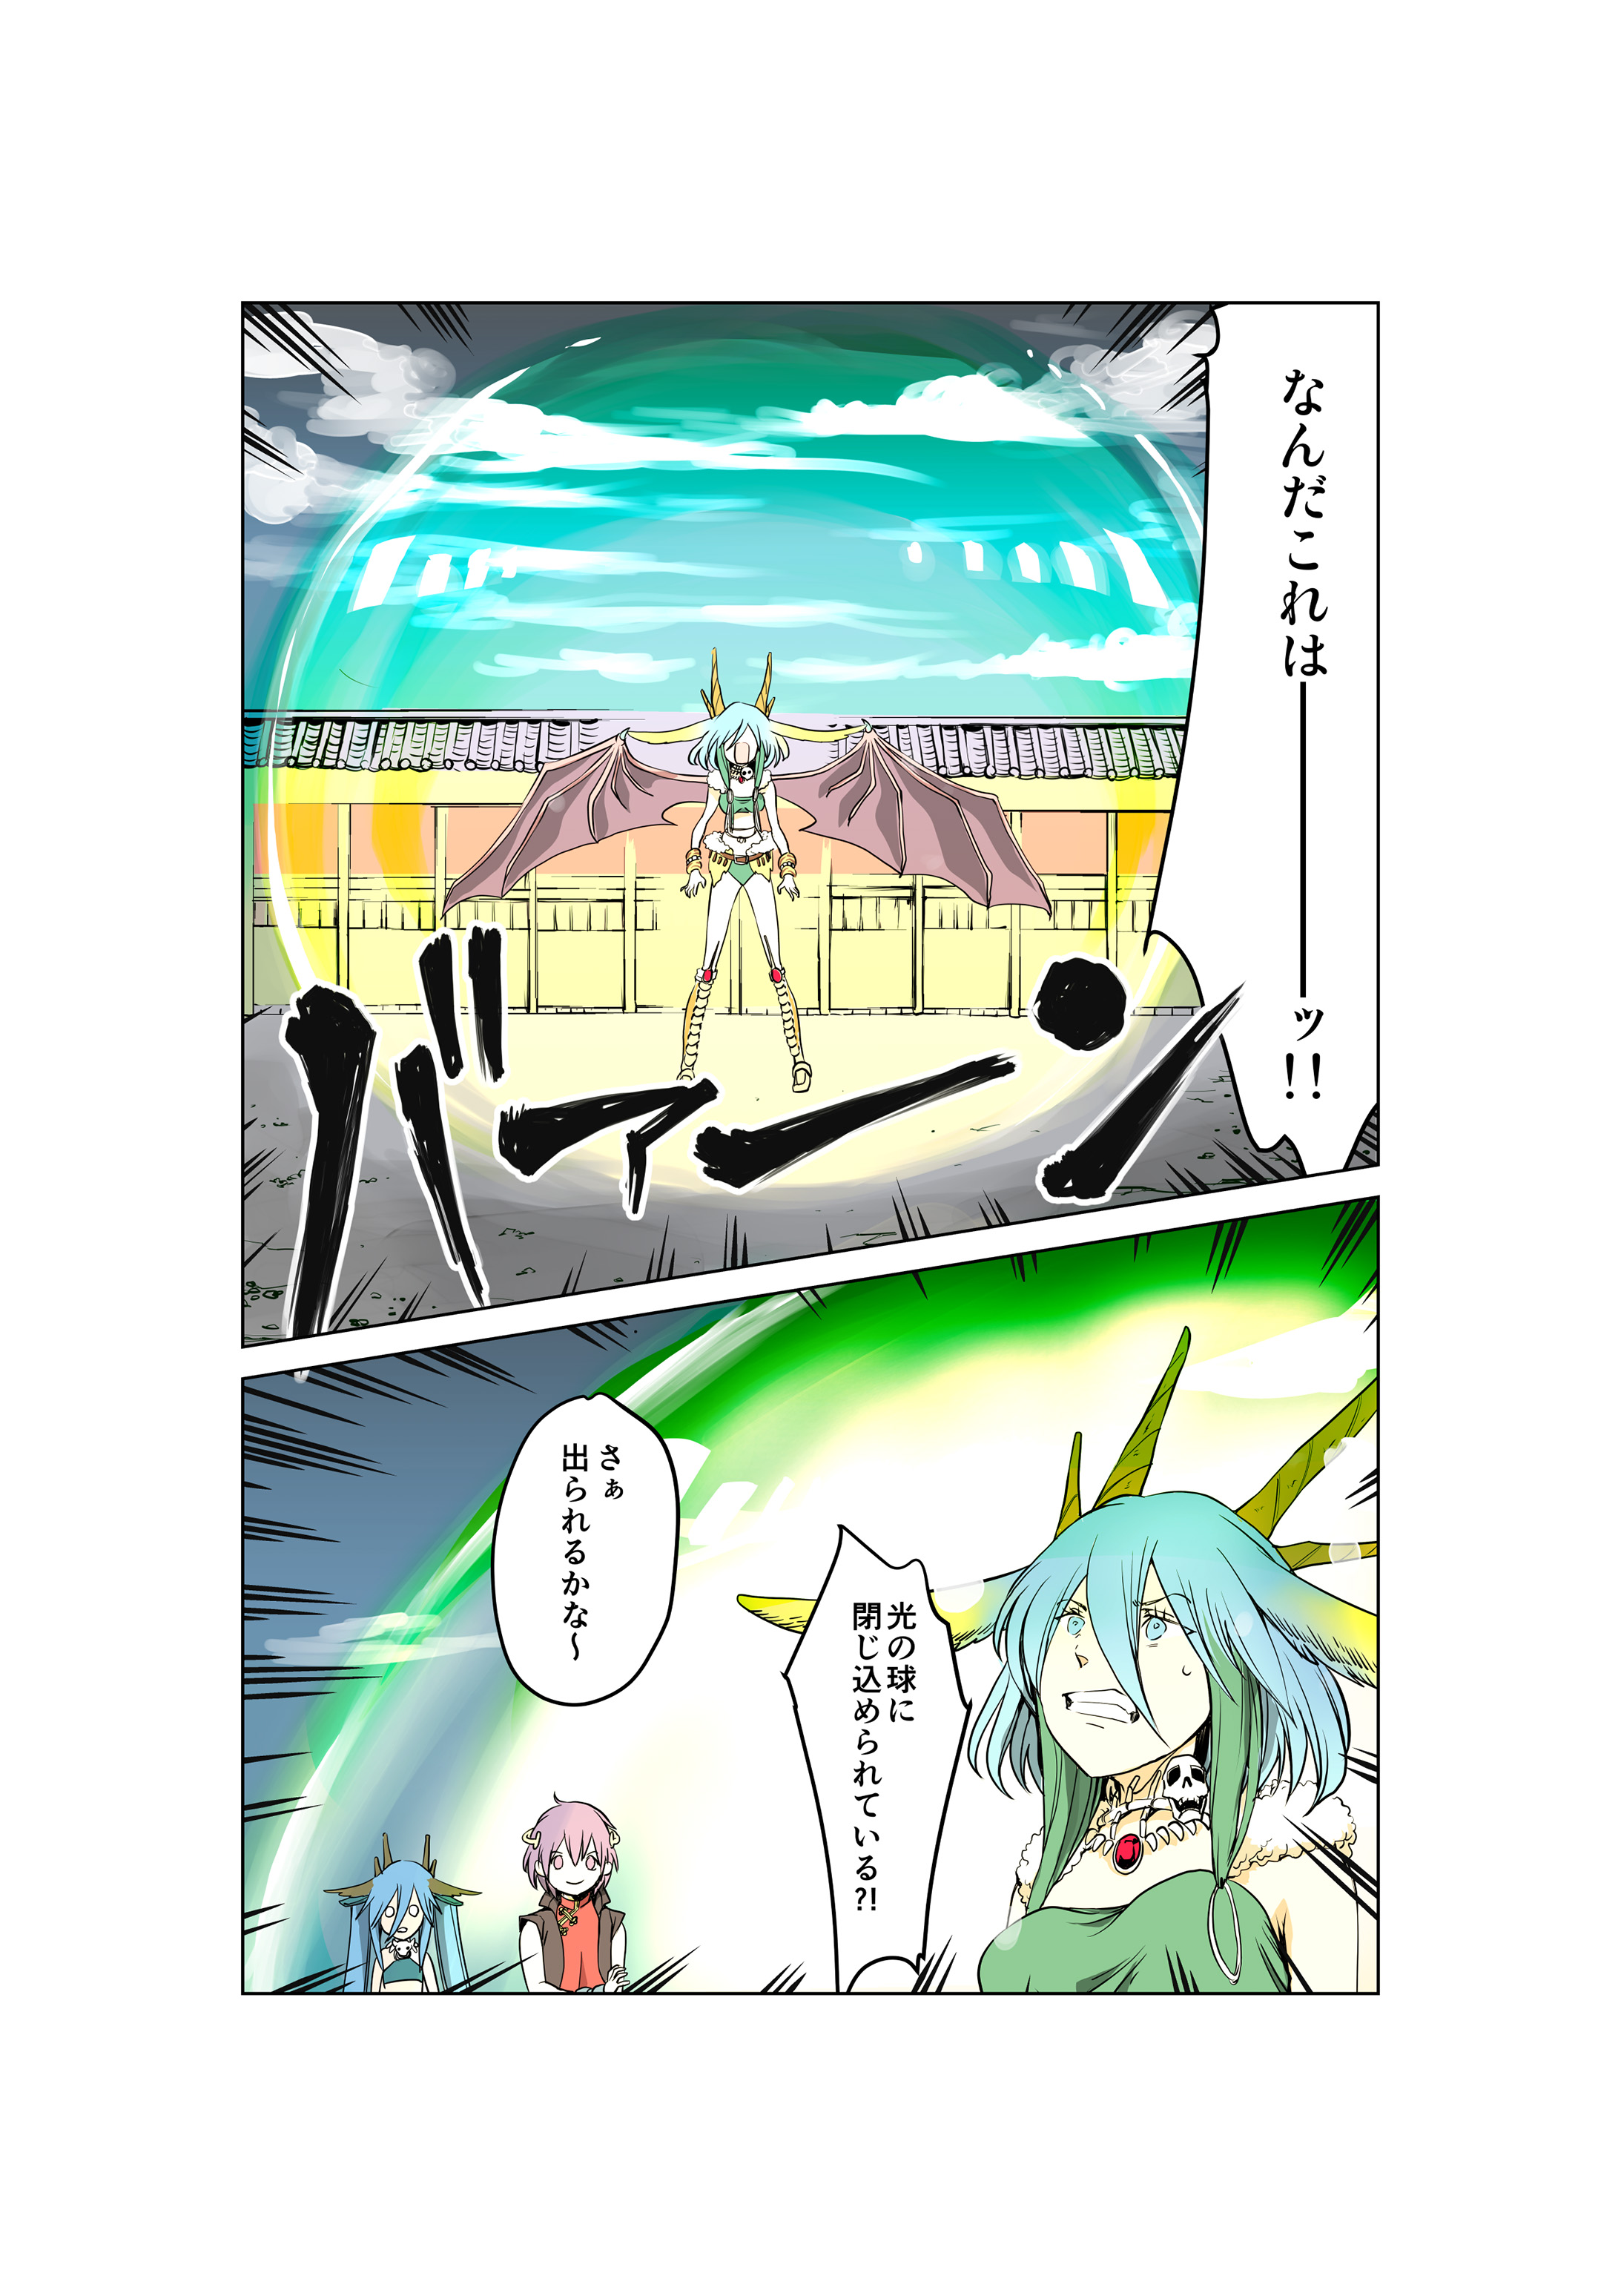 なんだこれは――――ッ!!
バァーン
さぁ
出られるかな〜
光の球に
閉じ込められている?!